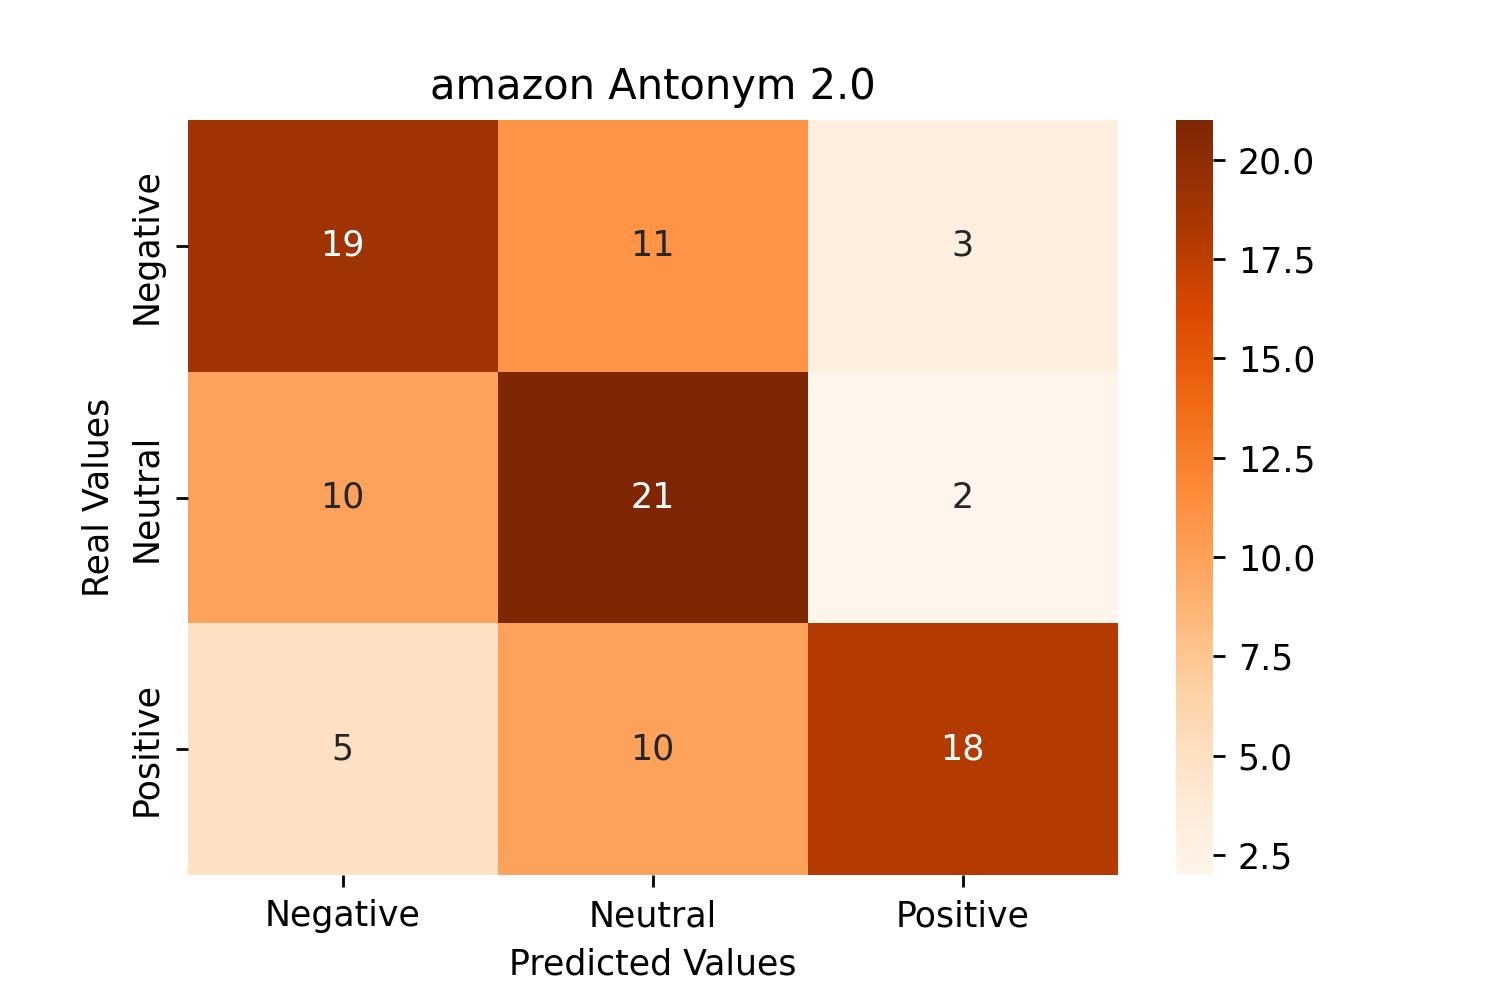 amazon Antonym 2.0
Real Values
Negative
19
11
3
Neutral
10
21
2
Positive
5
10
18
Negative
Neutral
Positive
Predicted Values
20.0
17.5
15.0
12.5
10.0
7.5
5.0
2.5